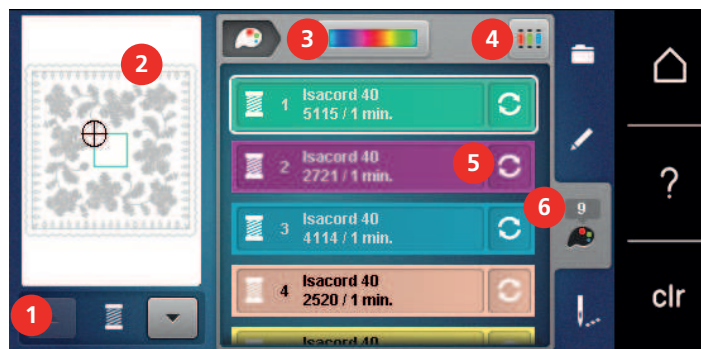 2
3
4
1 Isacord 40
5115 / 1 min.
2 Isacord 40
2721 / 1 min.
5
3 Isacord 40
4114 / 1 min.
6
9
4 Isacord 40
2520 / 1 min.
Isacord 40
1
?
clr